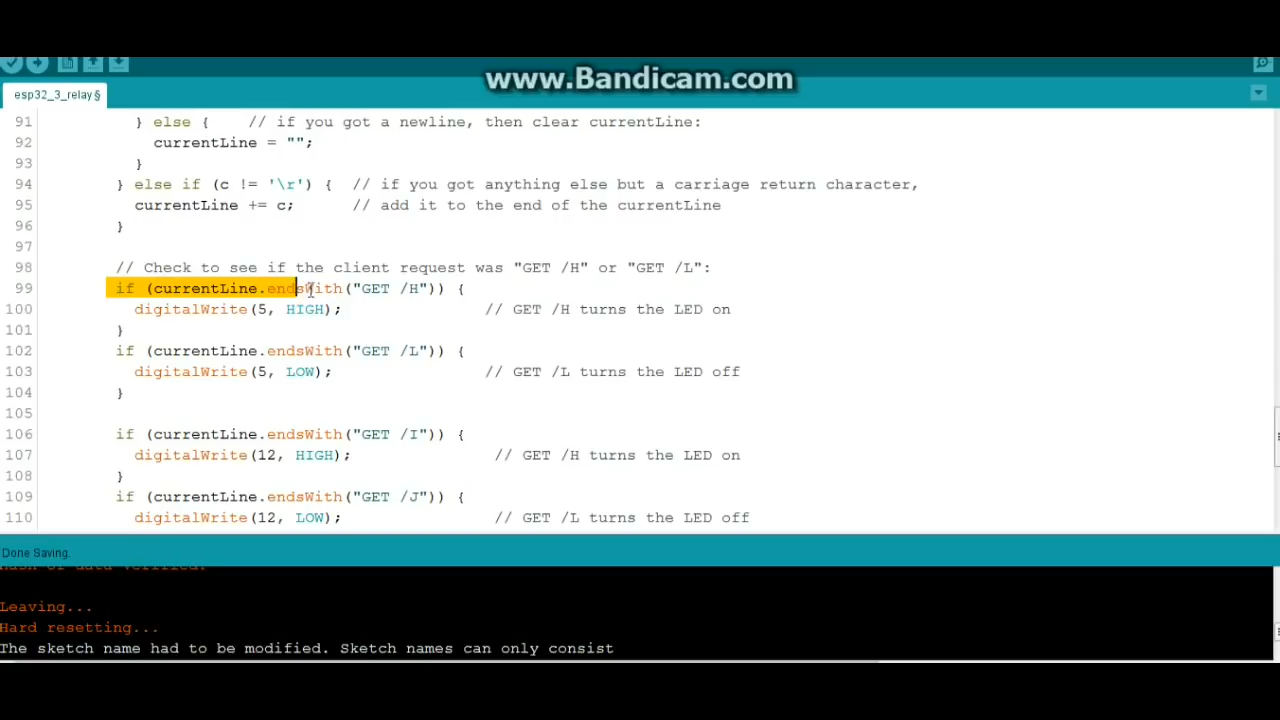 www.Bandicam.com
esp32_3_relay§
91 } else { // if you got a newline, then clear currentLine:
92 currentLine = "";
93 }
94 } else if (c != '\r') { // if you got anything else but a carriage return character,
95 currentLine += c; // add it to the end of the currentLine
96 }
97
98 // Check to see if the client request was "GET /H" or "GET /L":
99 if (currentLine.endsWith("GET /H")) {
100 digitalWrite(5, HIGH); // GET /H turns the LED on
101 }
102 if (currentLine.endsWith("GET /L")) {
103 digitalWrite(5, LOW); // GET /L turns the LED off
104 }
105
106 if (currentLine.endsWith("GET /I")) {
107 digitalWrite(12, HIGH); // GET /H turns the LED on
108 }
109 if (currentLine.endsWith("GET /J")) {
110 digitalWrite(12, LOW); // GET /L turns the LED off
Done Saving.
Hash of data verified.
Leaving...
Hard resetting...
The sketch name had to be modified. Sketch names can only consist